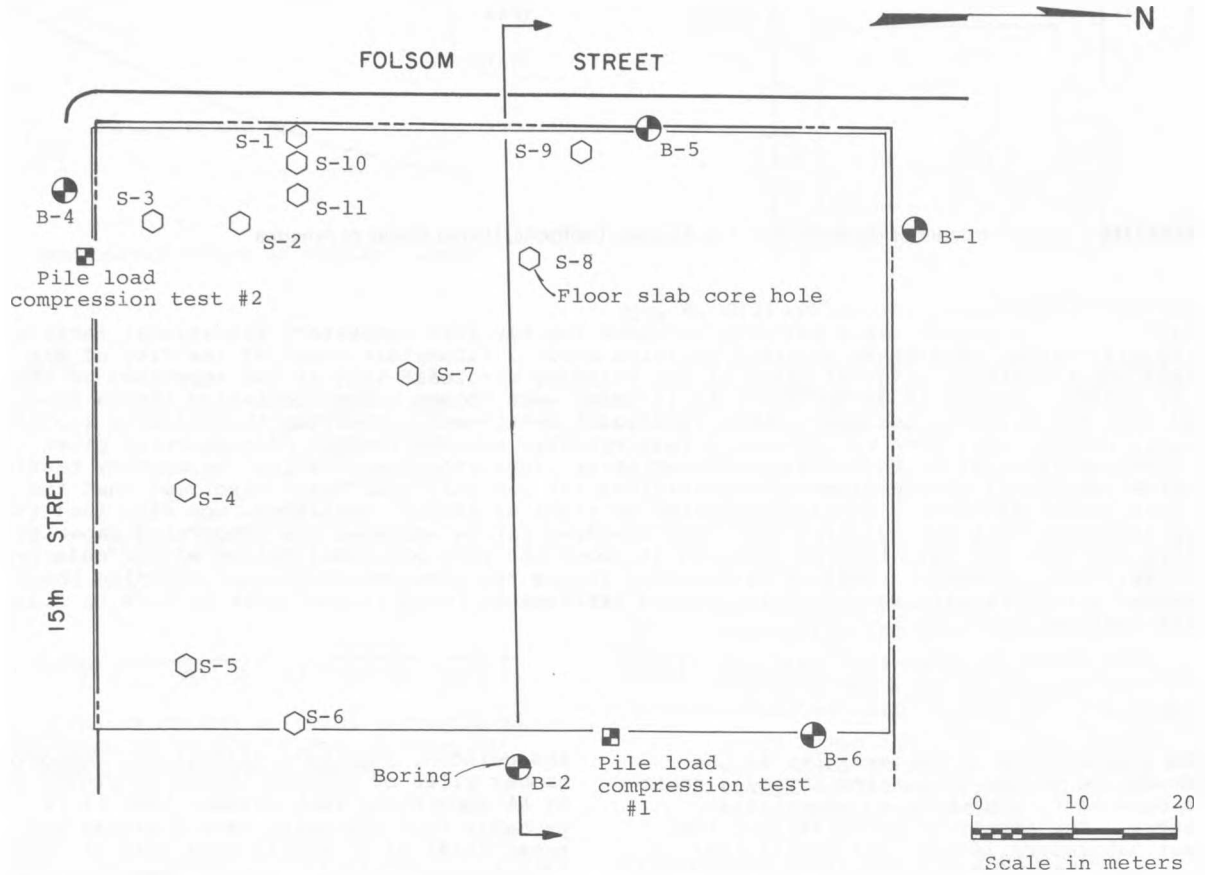 N
FOLSOM STREET
S-1
S-10
S-9
B-5
S-11
B-4
S-3
S-2
B-1
Pile load
compression test #2
S-8
Floor slab core hole
S-7
15th STREET
S-4
S-5
S-6
Boring
B-2
Pile load
compression test
#1
B-6
0 10 20
Scale in meters